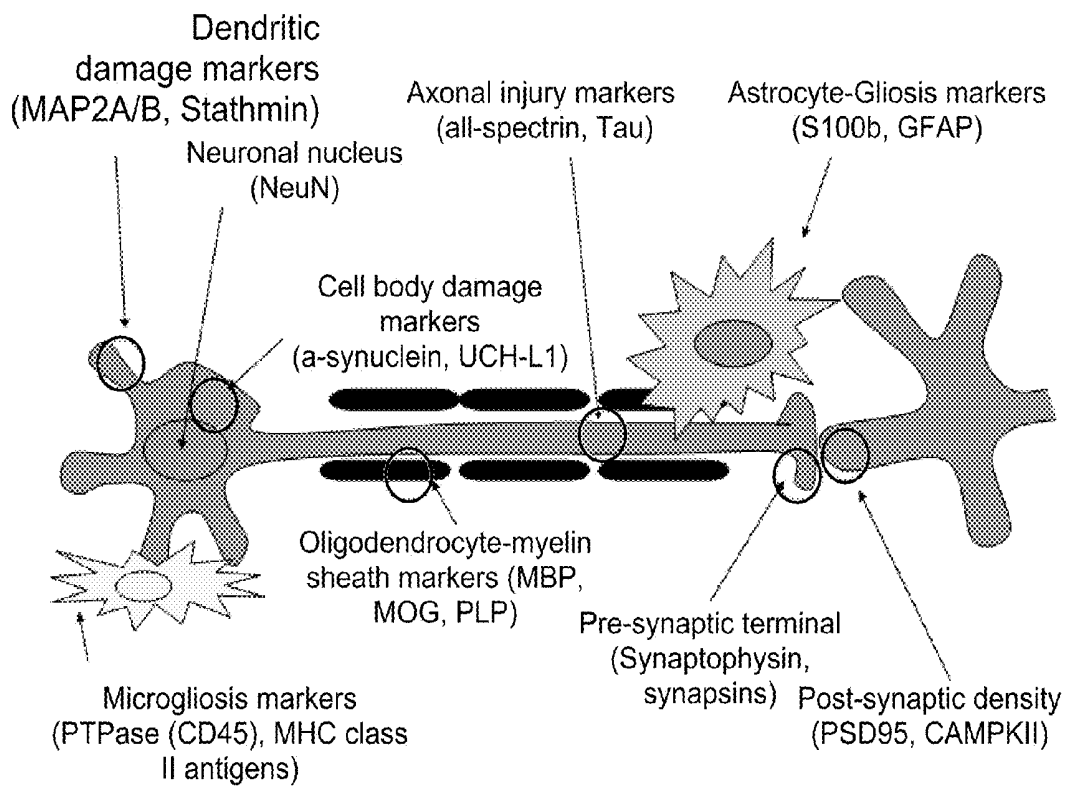 Dendritic
damage markers
(MAP2A/B, Stathmin)
Neuronal nucleus
(NeuN)
Axonal injury markers
(all-spectrin, Tau)
Astrocyte-Gliosis markers
(S100b, GFAP)
Cell body damage
markers
(a-synuclein, UCH-L1)
Oligodendrocyte-myelin
sheath markers (MBP,
MOG, PLP)
Pre-synaptic terminal
(Synaptophysin,
synapsins)
Post-synaptic density
(PSD95, CAMPKII)
Microgliosis markers
(PTPase (CD45), MHC class
II antigens)